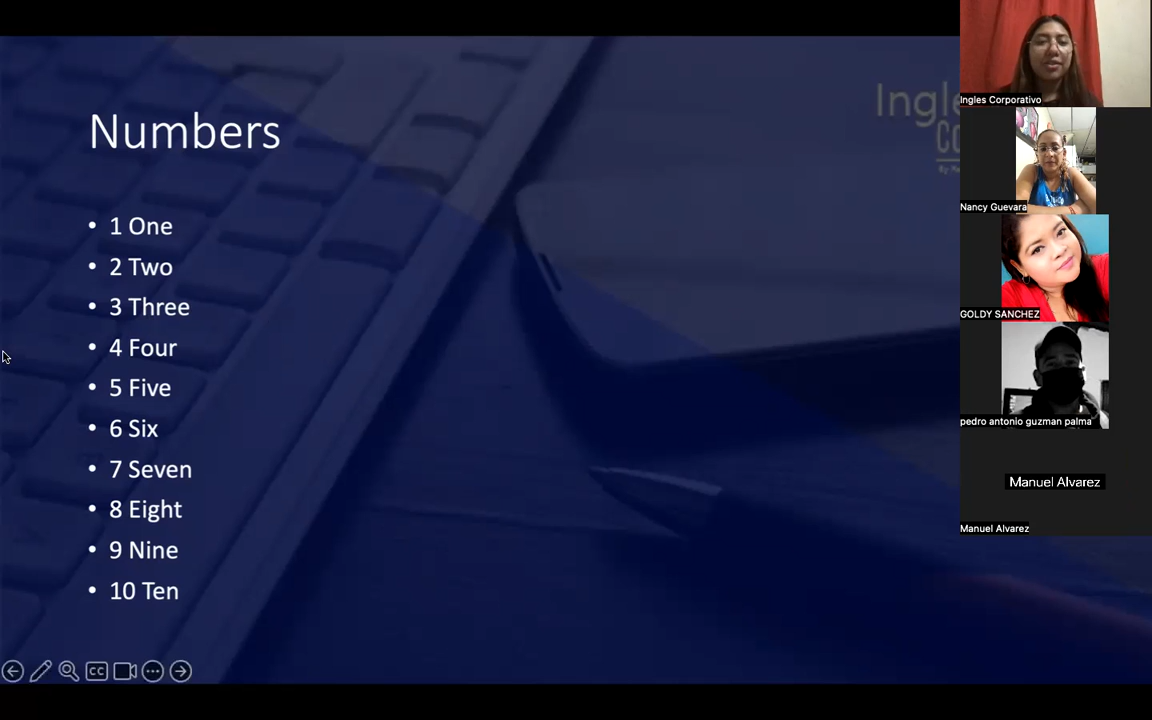 Numbers
• 1 One
• 2 Two
• 3 Three
• 4 Four
• 5 Five
• 6 Six
• 7 Seven
• 8 Eight
• 9 Nine
• 10 Ten
CC
Ingles Corporativo
Nancy Guevara
GOLDY SANCHEZ
pedro antonio guzman palma
Manuel Alvarez
Manuel Alvarez